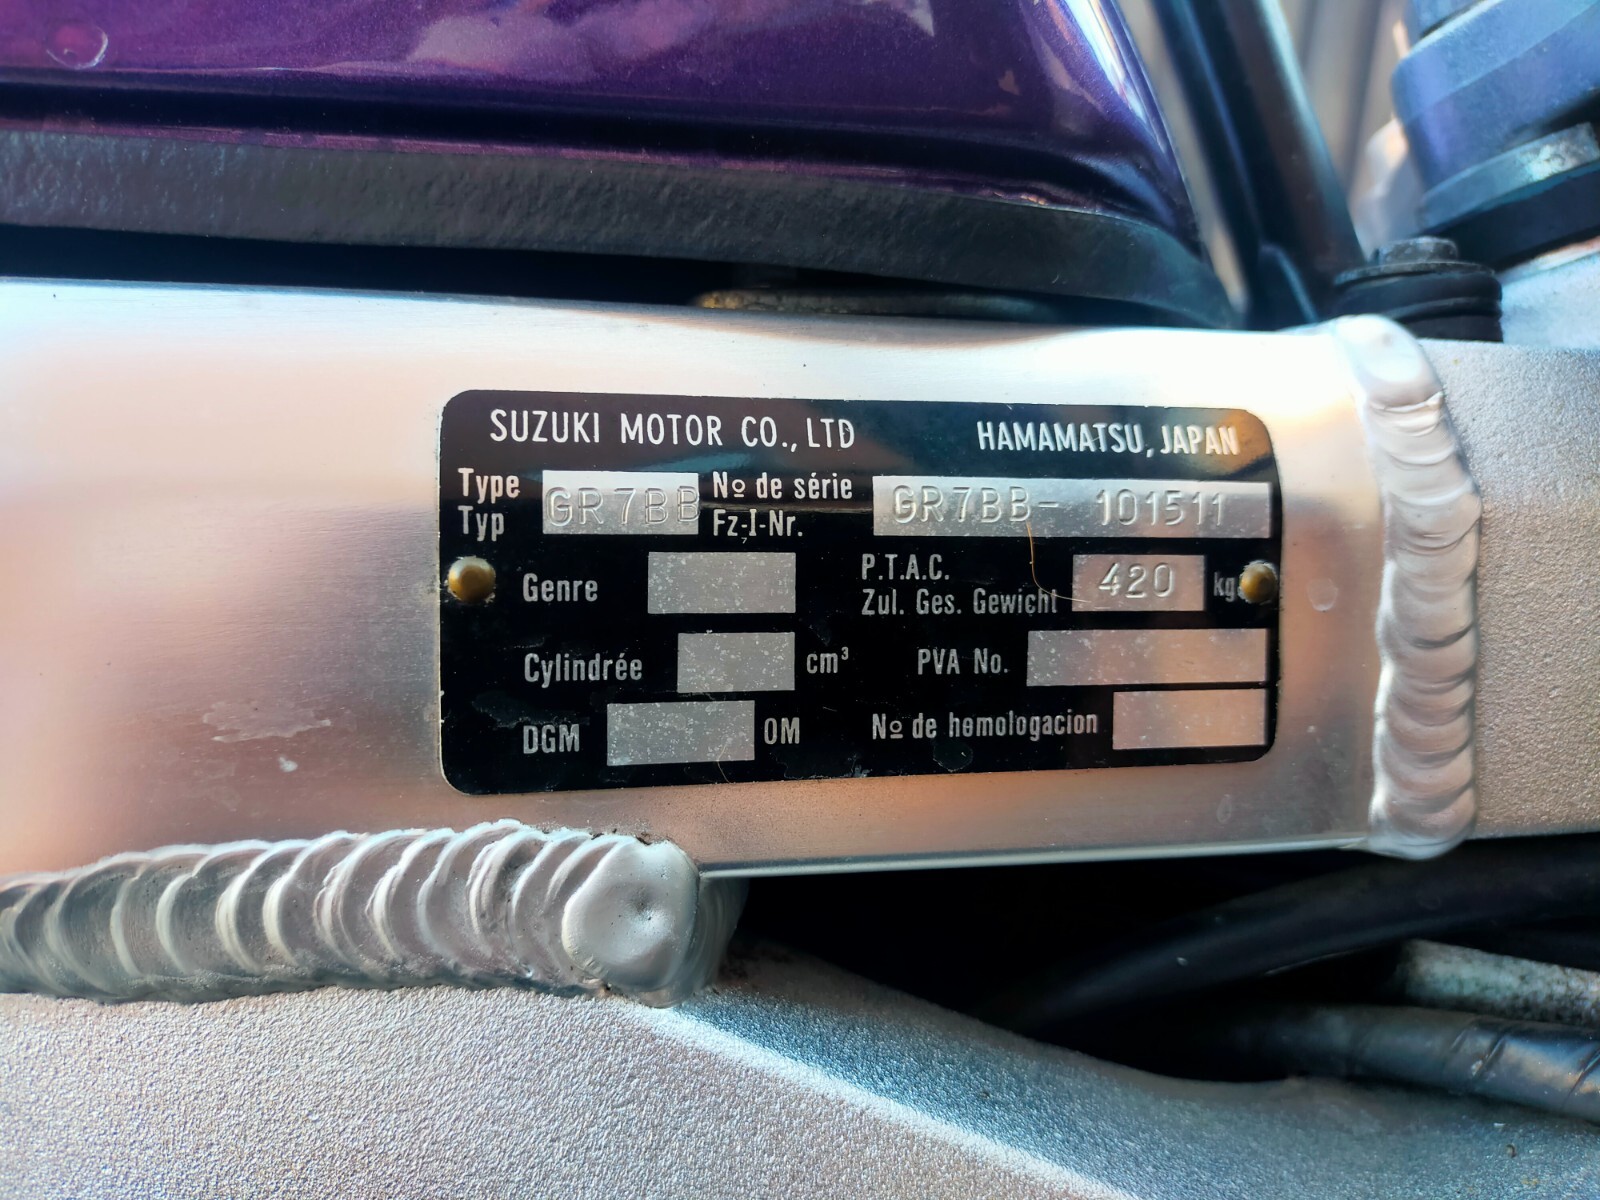 SUZUKI MOTOR CO., LTD HAMAMATSU, JAPAN
Type GR7BB Nº de série GR7BB- 101511
Typ Fz-I-Nr.
Genre P.T.A.C. 420 kg
Zul. Ges. Gewicht
Cylindrée cm³ PVA No.
DGM OM Nº de homologacion